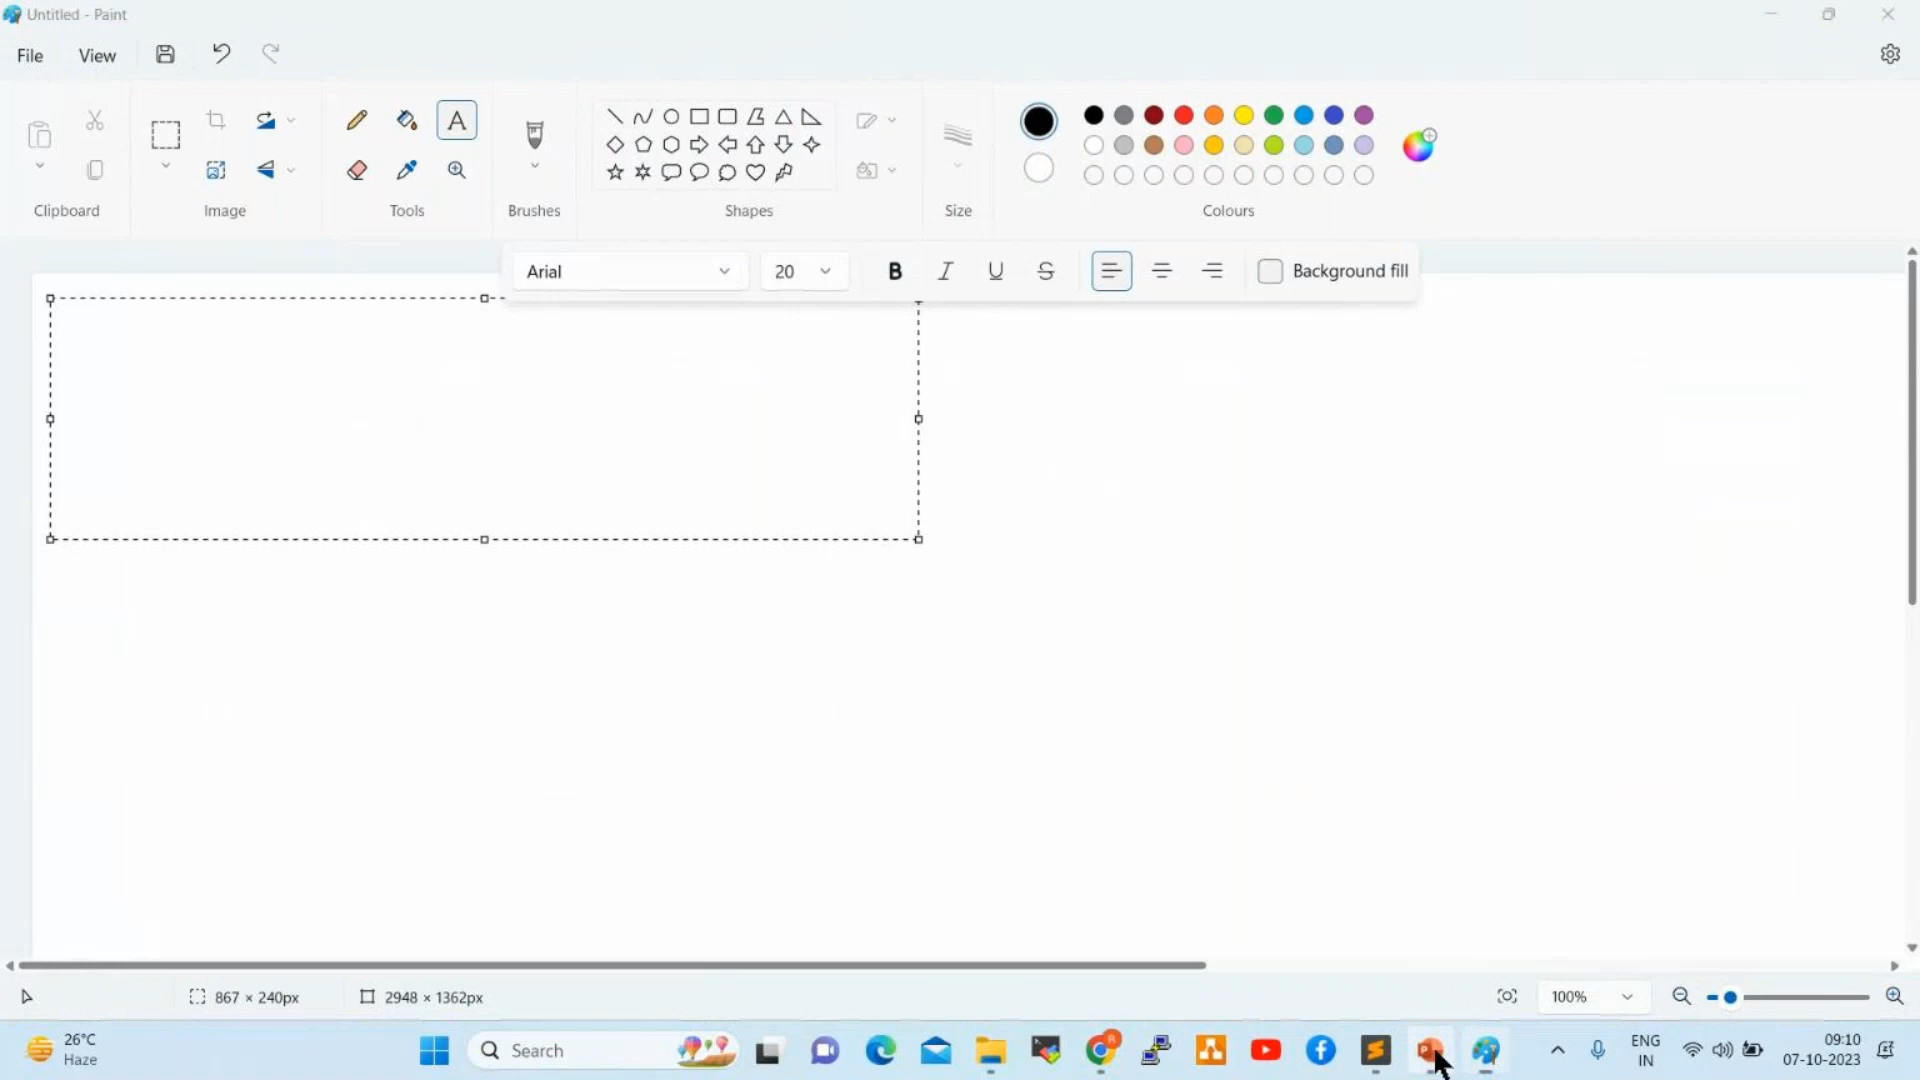 Untitled - Paint
File View
Clipboard
Image
Tools
Brushes
Shapes
Size
Colours
Arial 20 B I U S Background fill
867 × 240px 2948 × 1362px 100%
26°C
Haze
Search
ENG
IN
09:10
07-10-2023